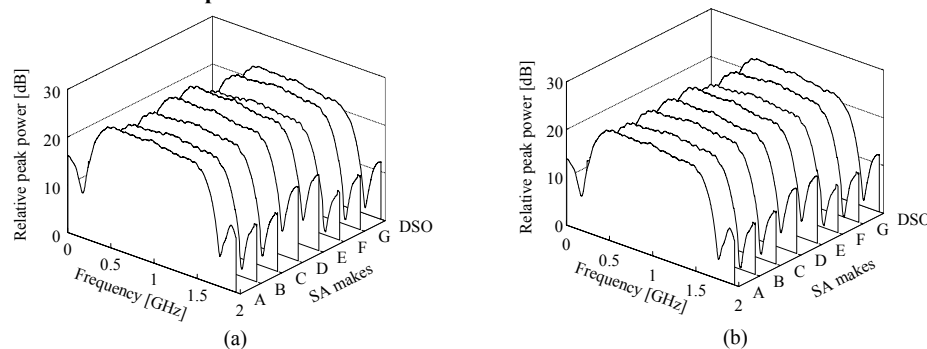 30
20
10
0
Relative peak power [dB]
0
0.5
1
1.5
2
Frequency [GHz]
A
B
C
D
E
F
G
DSO
SA makes
(a)
30
20
10
0
Relative peak power [dB]
0
0.5
1
1.5
2
Frequency [GHz]
A
B
C
D
E
F
G
DSO
SA makes
(b)